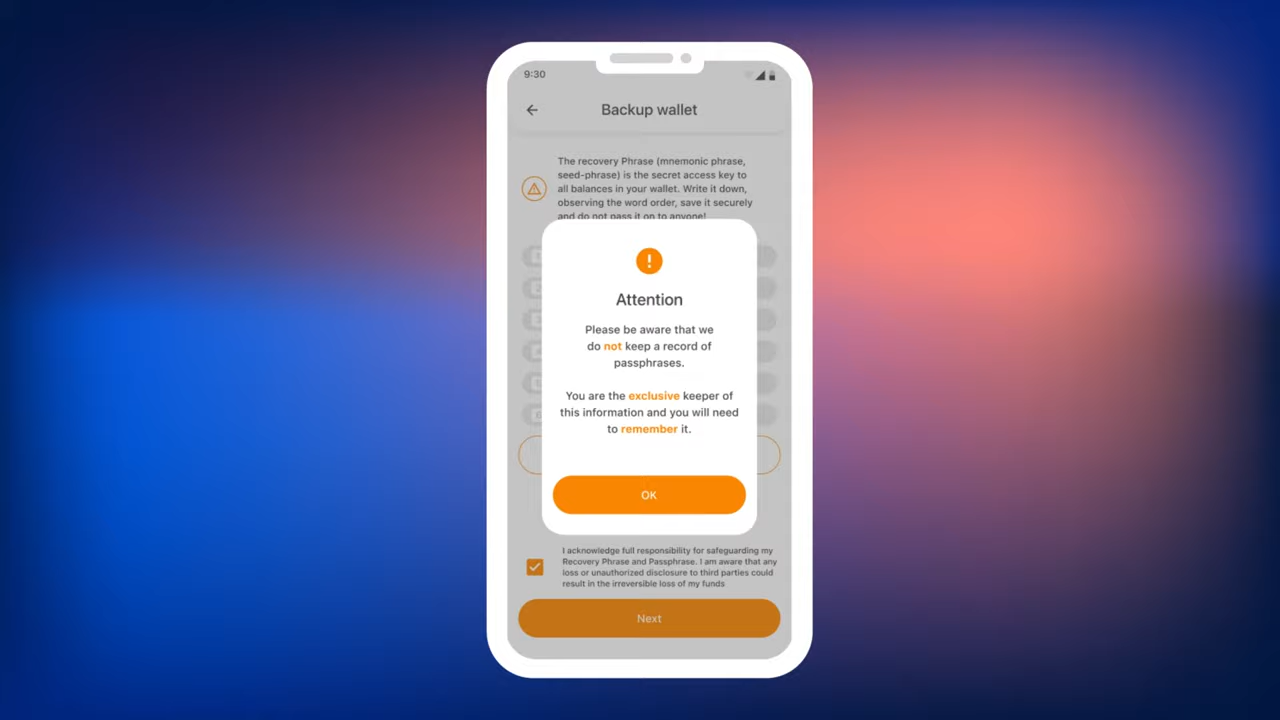 9:30
Backup wallet
The recovery Phrase (mnemonic phrase,
seed-phrase) is the secret access key to
all balances in your wallet. Write it down,
observing the word order, save it securely
and do not pass it on to anyone!
Attention
Please be aware that we
do not keep a record of
passphrases.
You are the exclusive keeper of
this information and you will need
to remember it.
OK
I acknowledge full responsibility for safeguarding my
Recovery Phrase and Passphrase. I am aware that any
loss or unauthorized disclosure to third parties could
result in the irreversible loss of my funds
Next